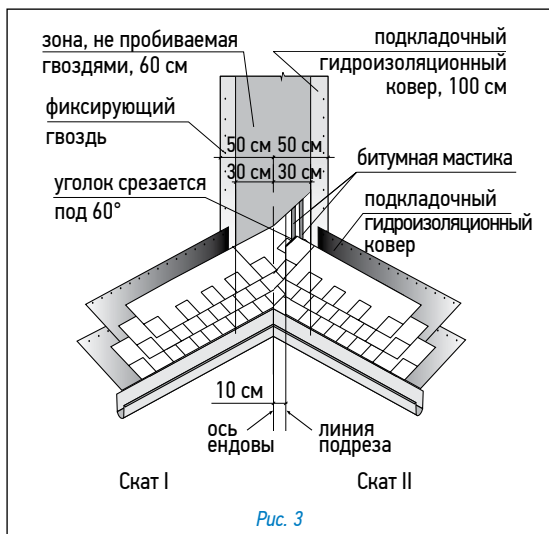 зона, не пробиваемая
гвоздями, 60 см
подкладочный
гидроизоляционный
ковер, 100 см
фиксирующий
гвоздь
50 см 50 см
30 см 30 см
битумная мастика
уголок срезается
под 60°
подкладочный
гидроизоляционный
ковер
10 см
ось
ендовы
линия
подреза
Скат I
Скат II
Рис. 3